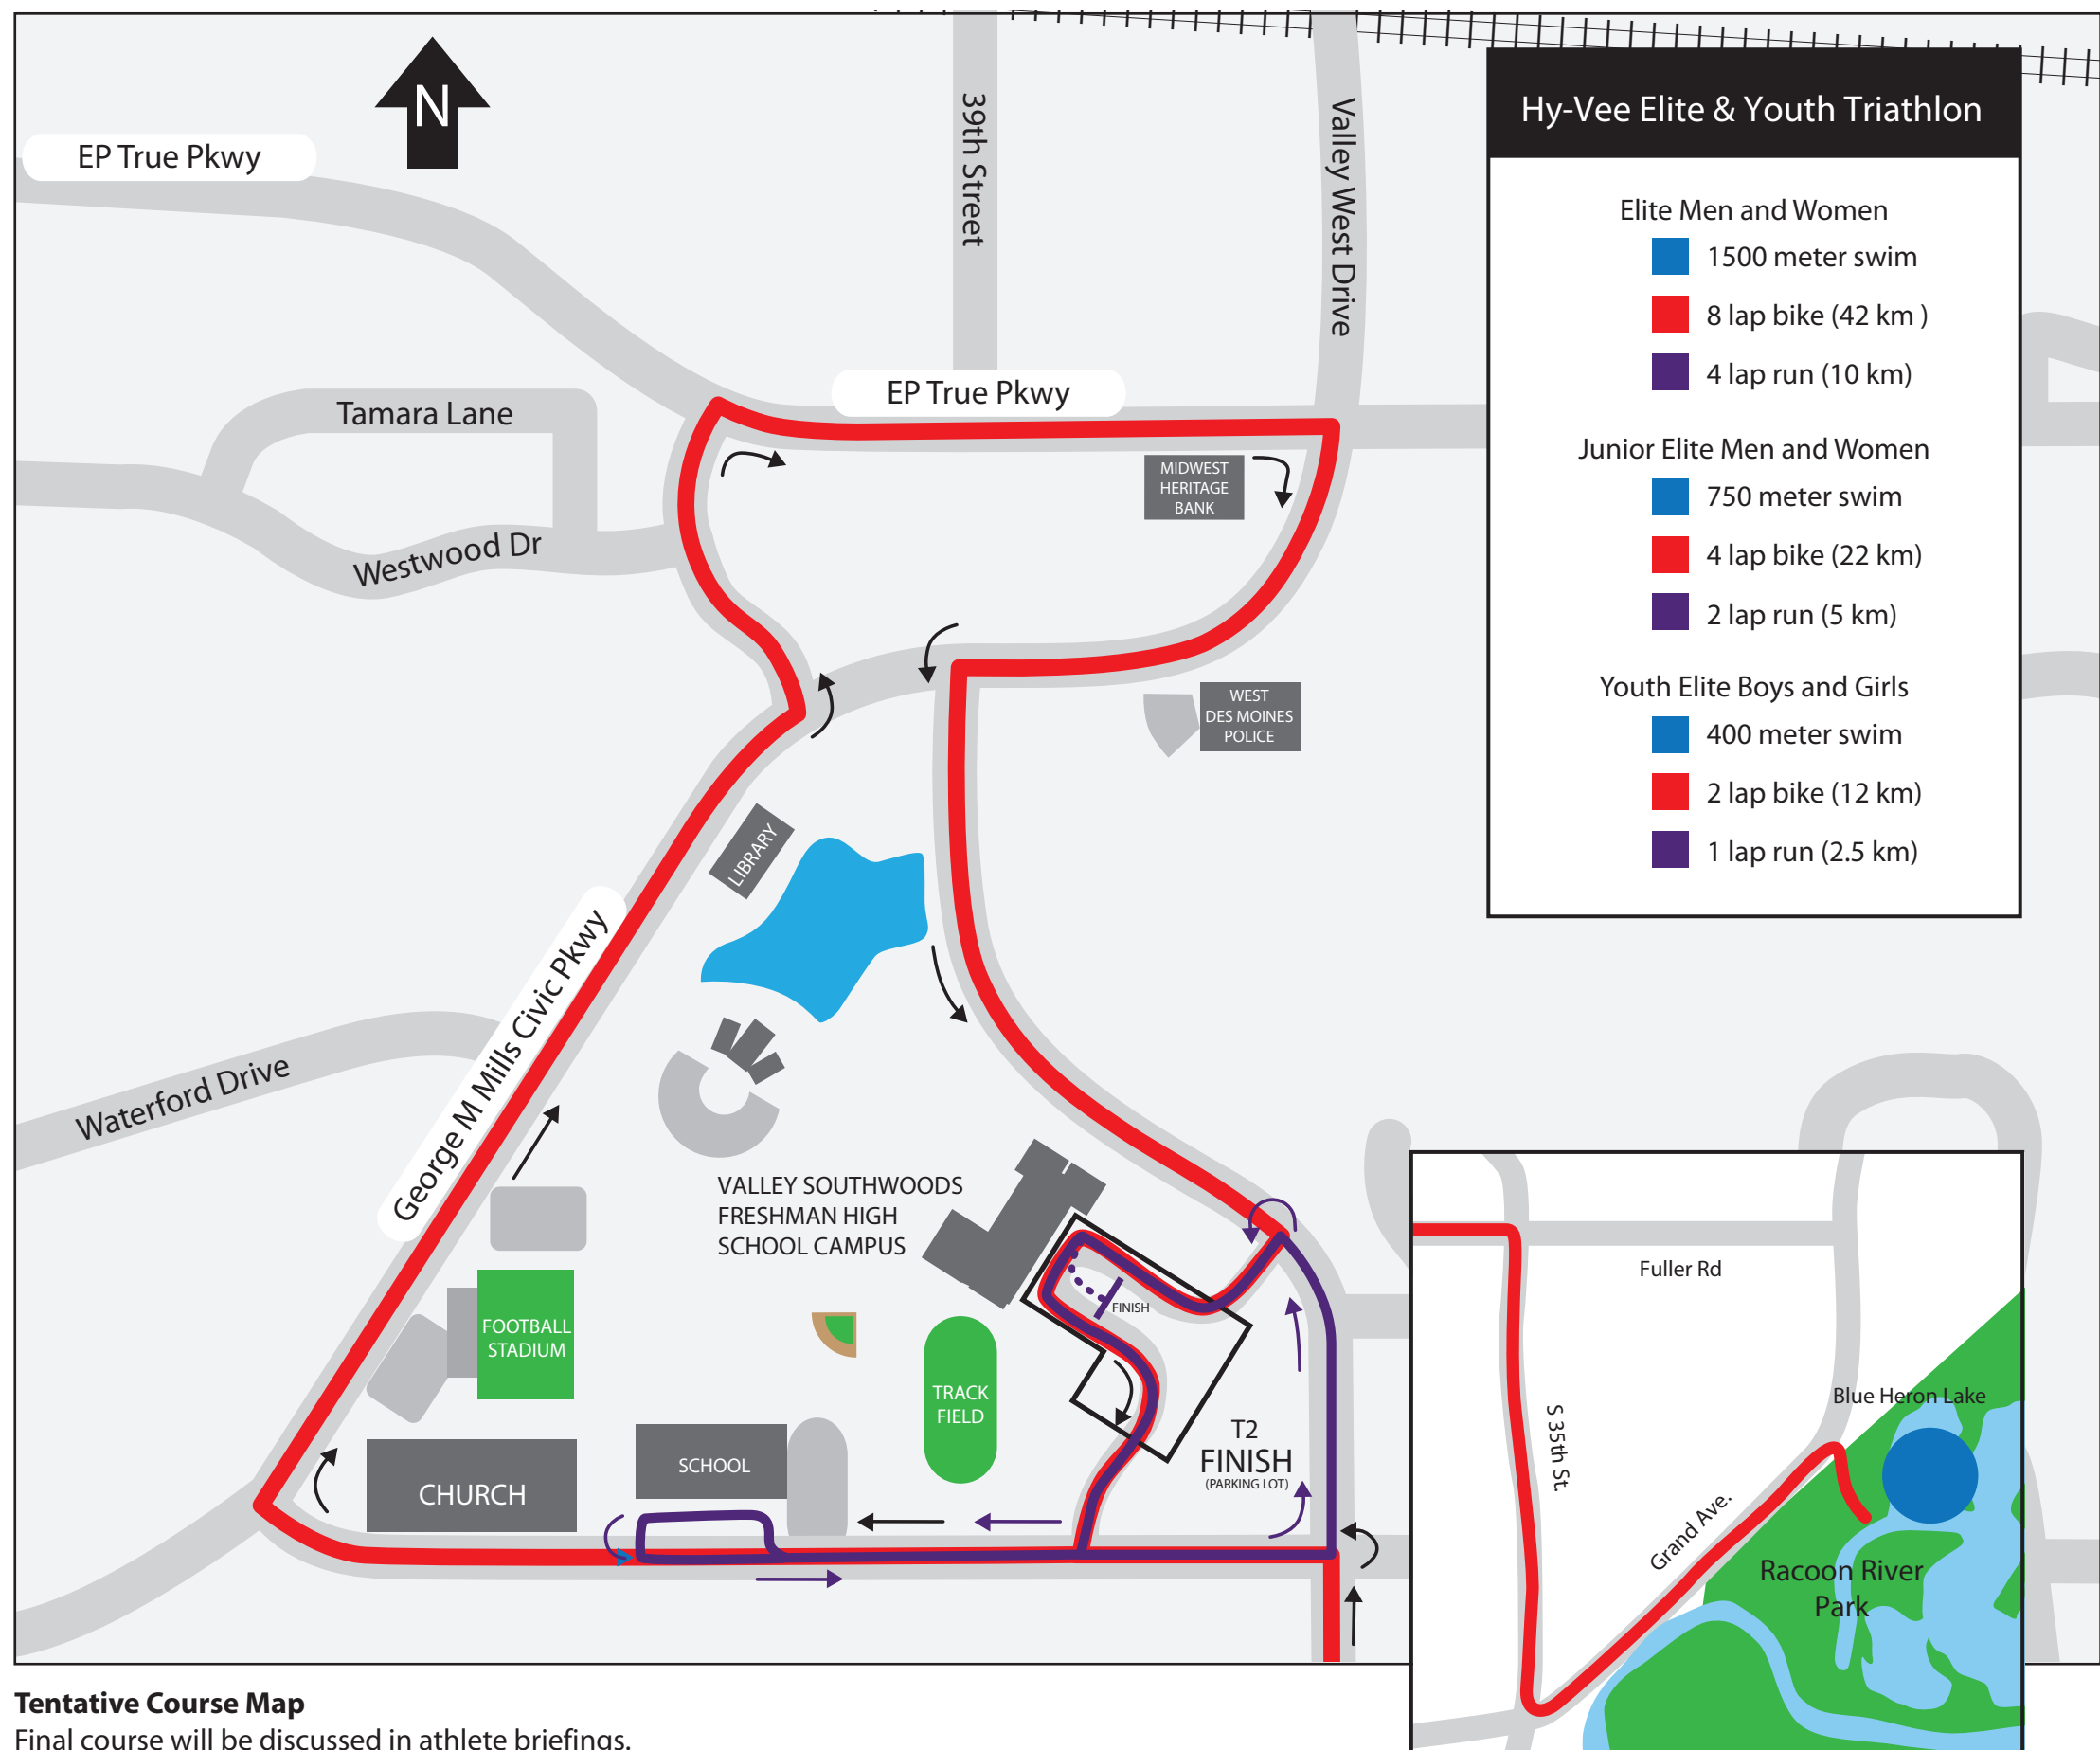 N
EP True Pkwy
39th Street
Valley West Drive
Hy-Vee Elite & Youth Triathlon
Elite Men and Women
1500 meter swim
8 lap bike (42 km )
4 lap run (10 km)
Junior Elite Men and Women
750 meter swim
4 lap bike (22 km)
2 lap run (5 km)
Youth Elite Boys and Girls
400 meter swim
2 lap bike (12 km)
1 lap run (2.5 km)
EP True Pkwy
Tamara Lane
MIDWEST
HERITAGE
BANK
Westwood Dr
WEST
DES MOINES
POLICE
LIBRARY
George M Mills Civic Pkwy
Waterford Drive
VALLEY SOUTHWOODS
FRESHMAN HIGH
SCHOOL CAMPUS
FINISH
FOOTBALL
STADIUM
TRACK
FIELD
T2
FINISH
(PARKING LOT)
SCHOOL
CHURCH
Fuller Rd
Blue Heron Lake
S 35th St.
Grand Ave.
Racoon River
Park
Tentative Course Map
Final course will be discussed in athlete briefings.